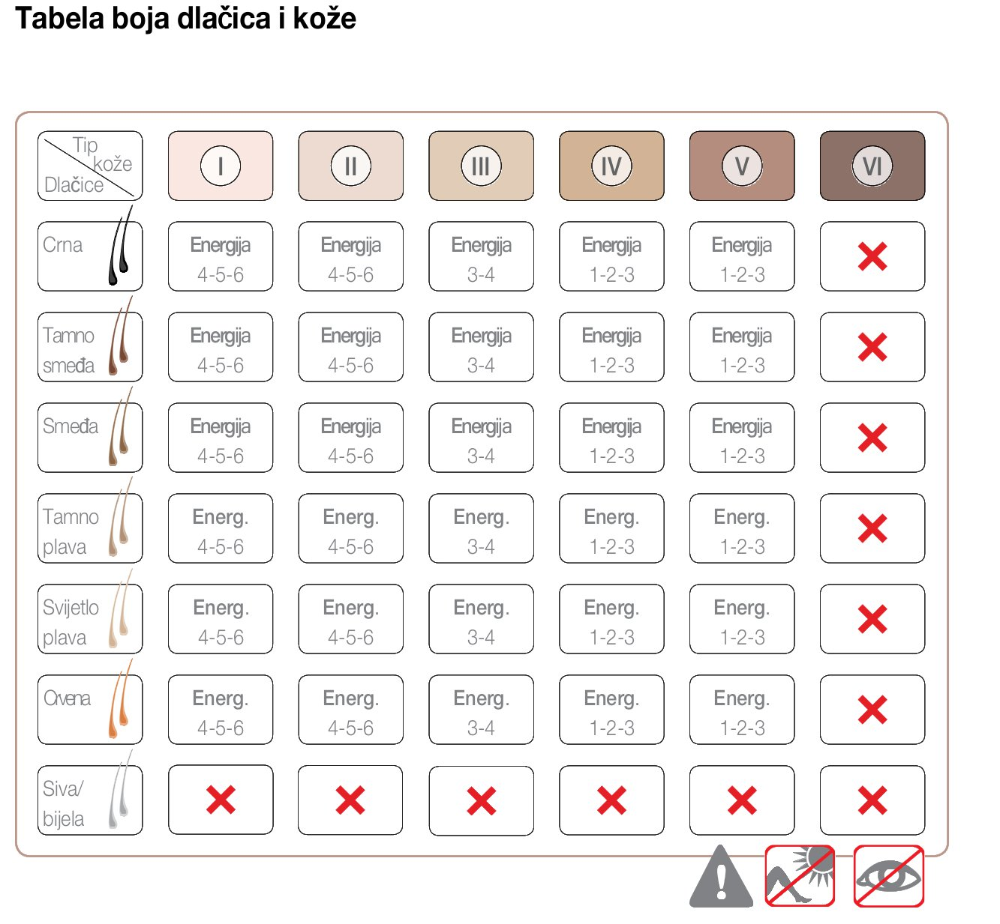 Tabela boja dlačica i kože
Tip
kože
Dlačice
I II III IV V VI
Crna Energija Energija Energija Energija Energija
4-5-6 4-5-6 3-4 1-2-3 1-2-3
Tamno Energija Energija Energija Energija Energija
smeđa 4-5-6 4-5-6 3-4 1-2-3 1-2-3
Smeđa Energija Energija Energija Energija Energija
4-5-6 4-5-6 3-4 1-2-3 1-2-3
Tamno Energ. Energ. Energ. Energ. Energ.
plava 4-5-6 4-5-6 3-4 1-2-3 1-2-3
Svijetlo Energ. Energ. Energ. Energ. Energ.
plava 4-5-6 4-5-6 3-4 1-2-3 1-2-3
Crvena Energ. Energ. Energ. Energ. Energ.
4-5-6 4-5-6 3-4 1-2-3 1-2-3
Siva/
bijela